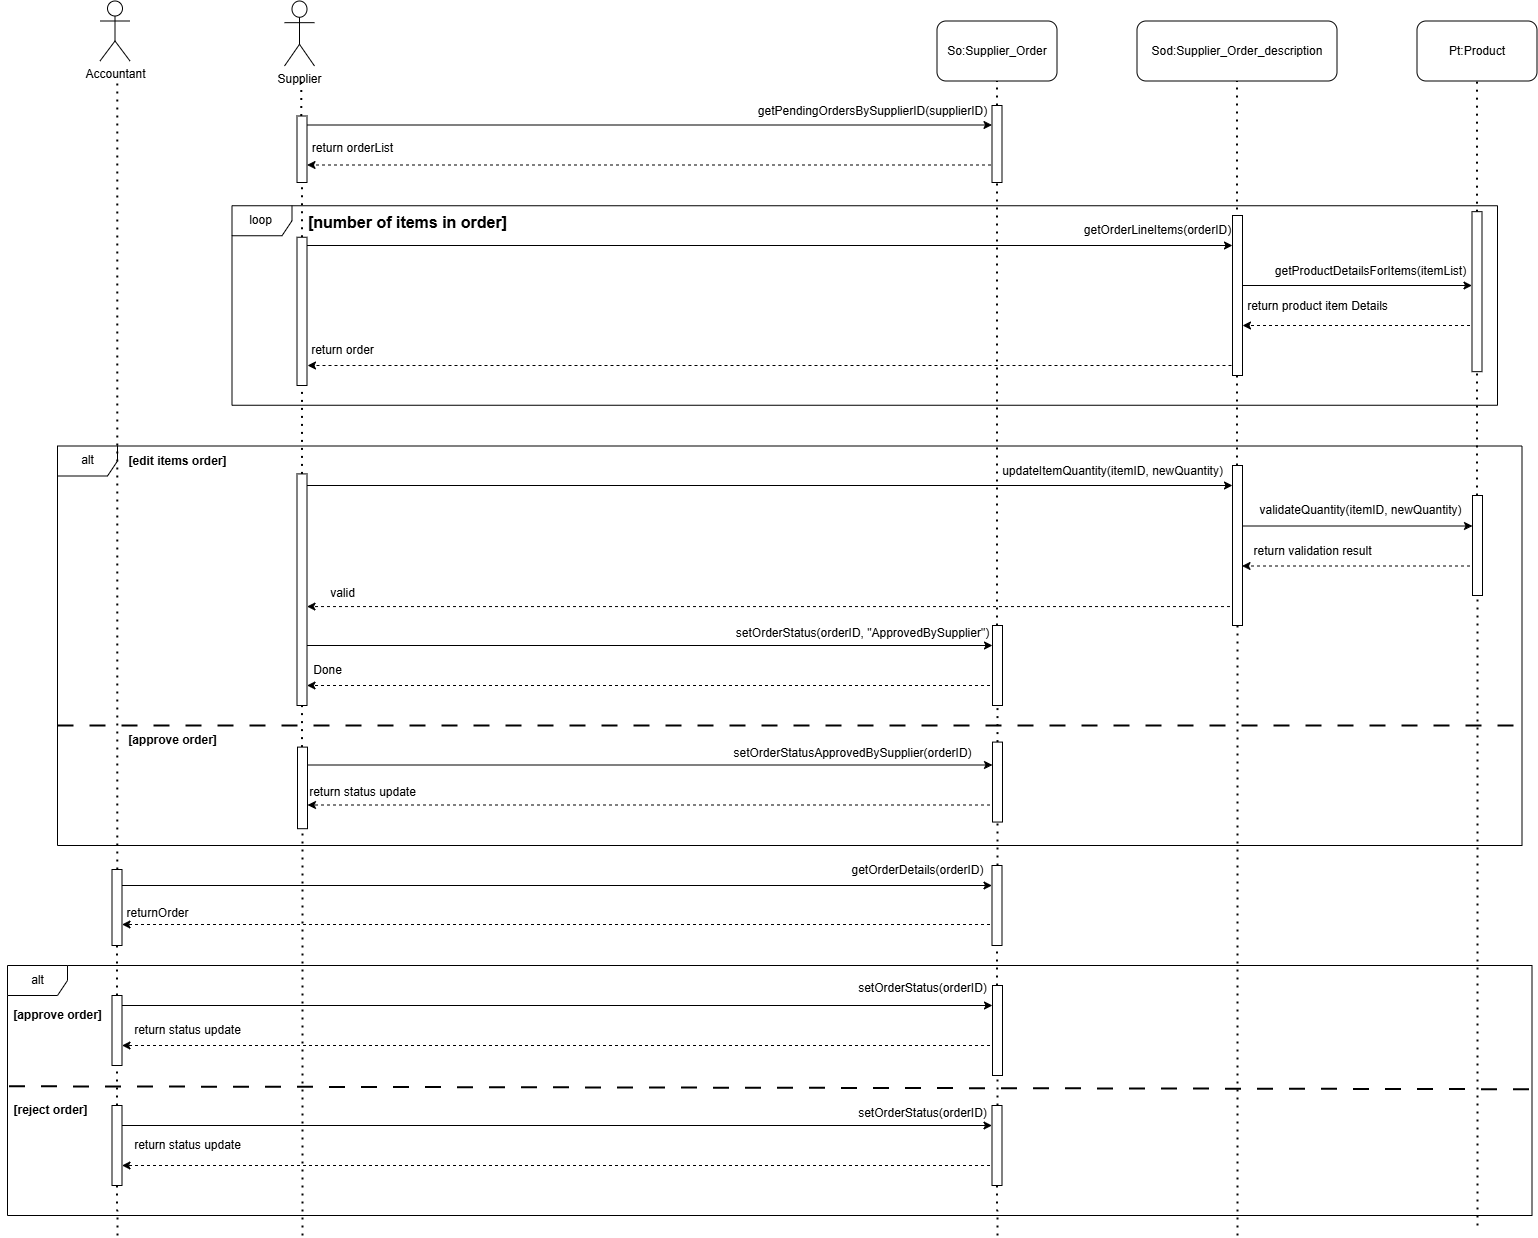 Accountant
Supplier
So:Supplier_Order
Sod:Supplier_Order_description
Pt:Product
getPendingOrdersBySupplierID(supplierID)
return orderList
loop
[number of items in order]
getOrderLineItems(orderID)
getProductDetailsForItems(itemList)
return product item Details
return order
alt
[edit items order]
updateItemQuantity(itemID, newQuantity)
validateQuantity(itemID, newQuantity)
return validation result
valid
setOrderStatus(orderID, "ApprovedBySupplier")
Done
[approve order]
setOrderStatusApprovedBySupplier(orderID)
return status update
getOrderDetails(orderID)
returnOrder
alt
setOrderStatus(orderID)
[approve order]
return status update
[reject order]
setOrderStatus(orderID)
return status update